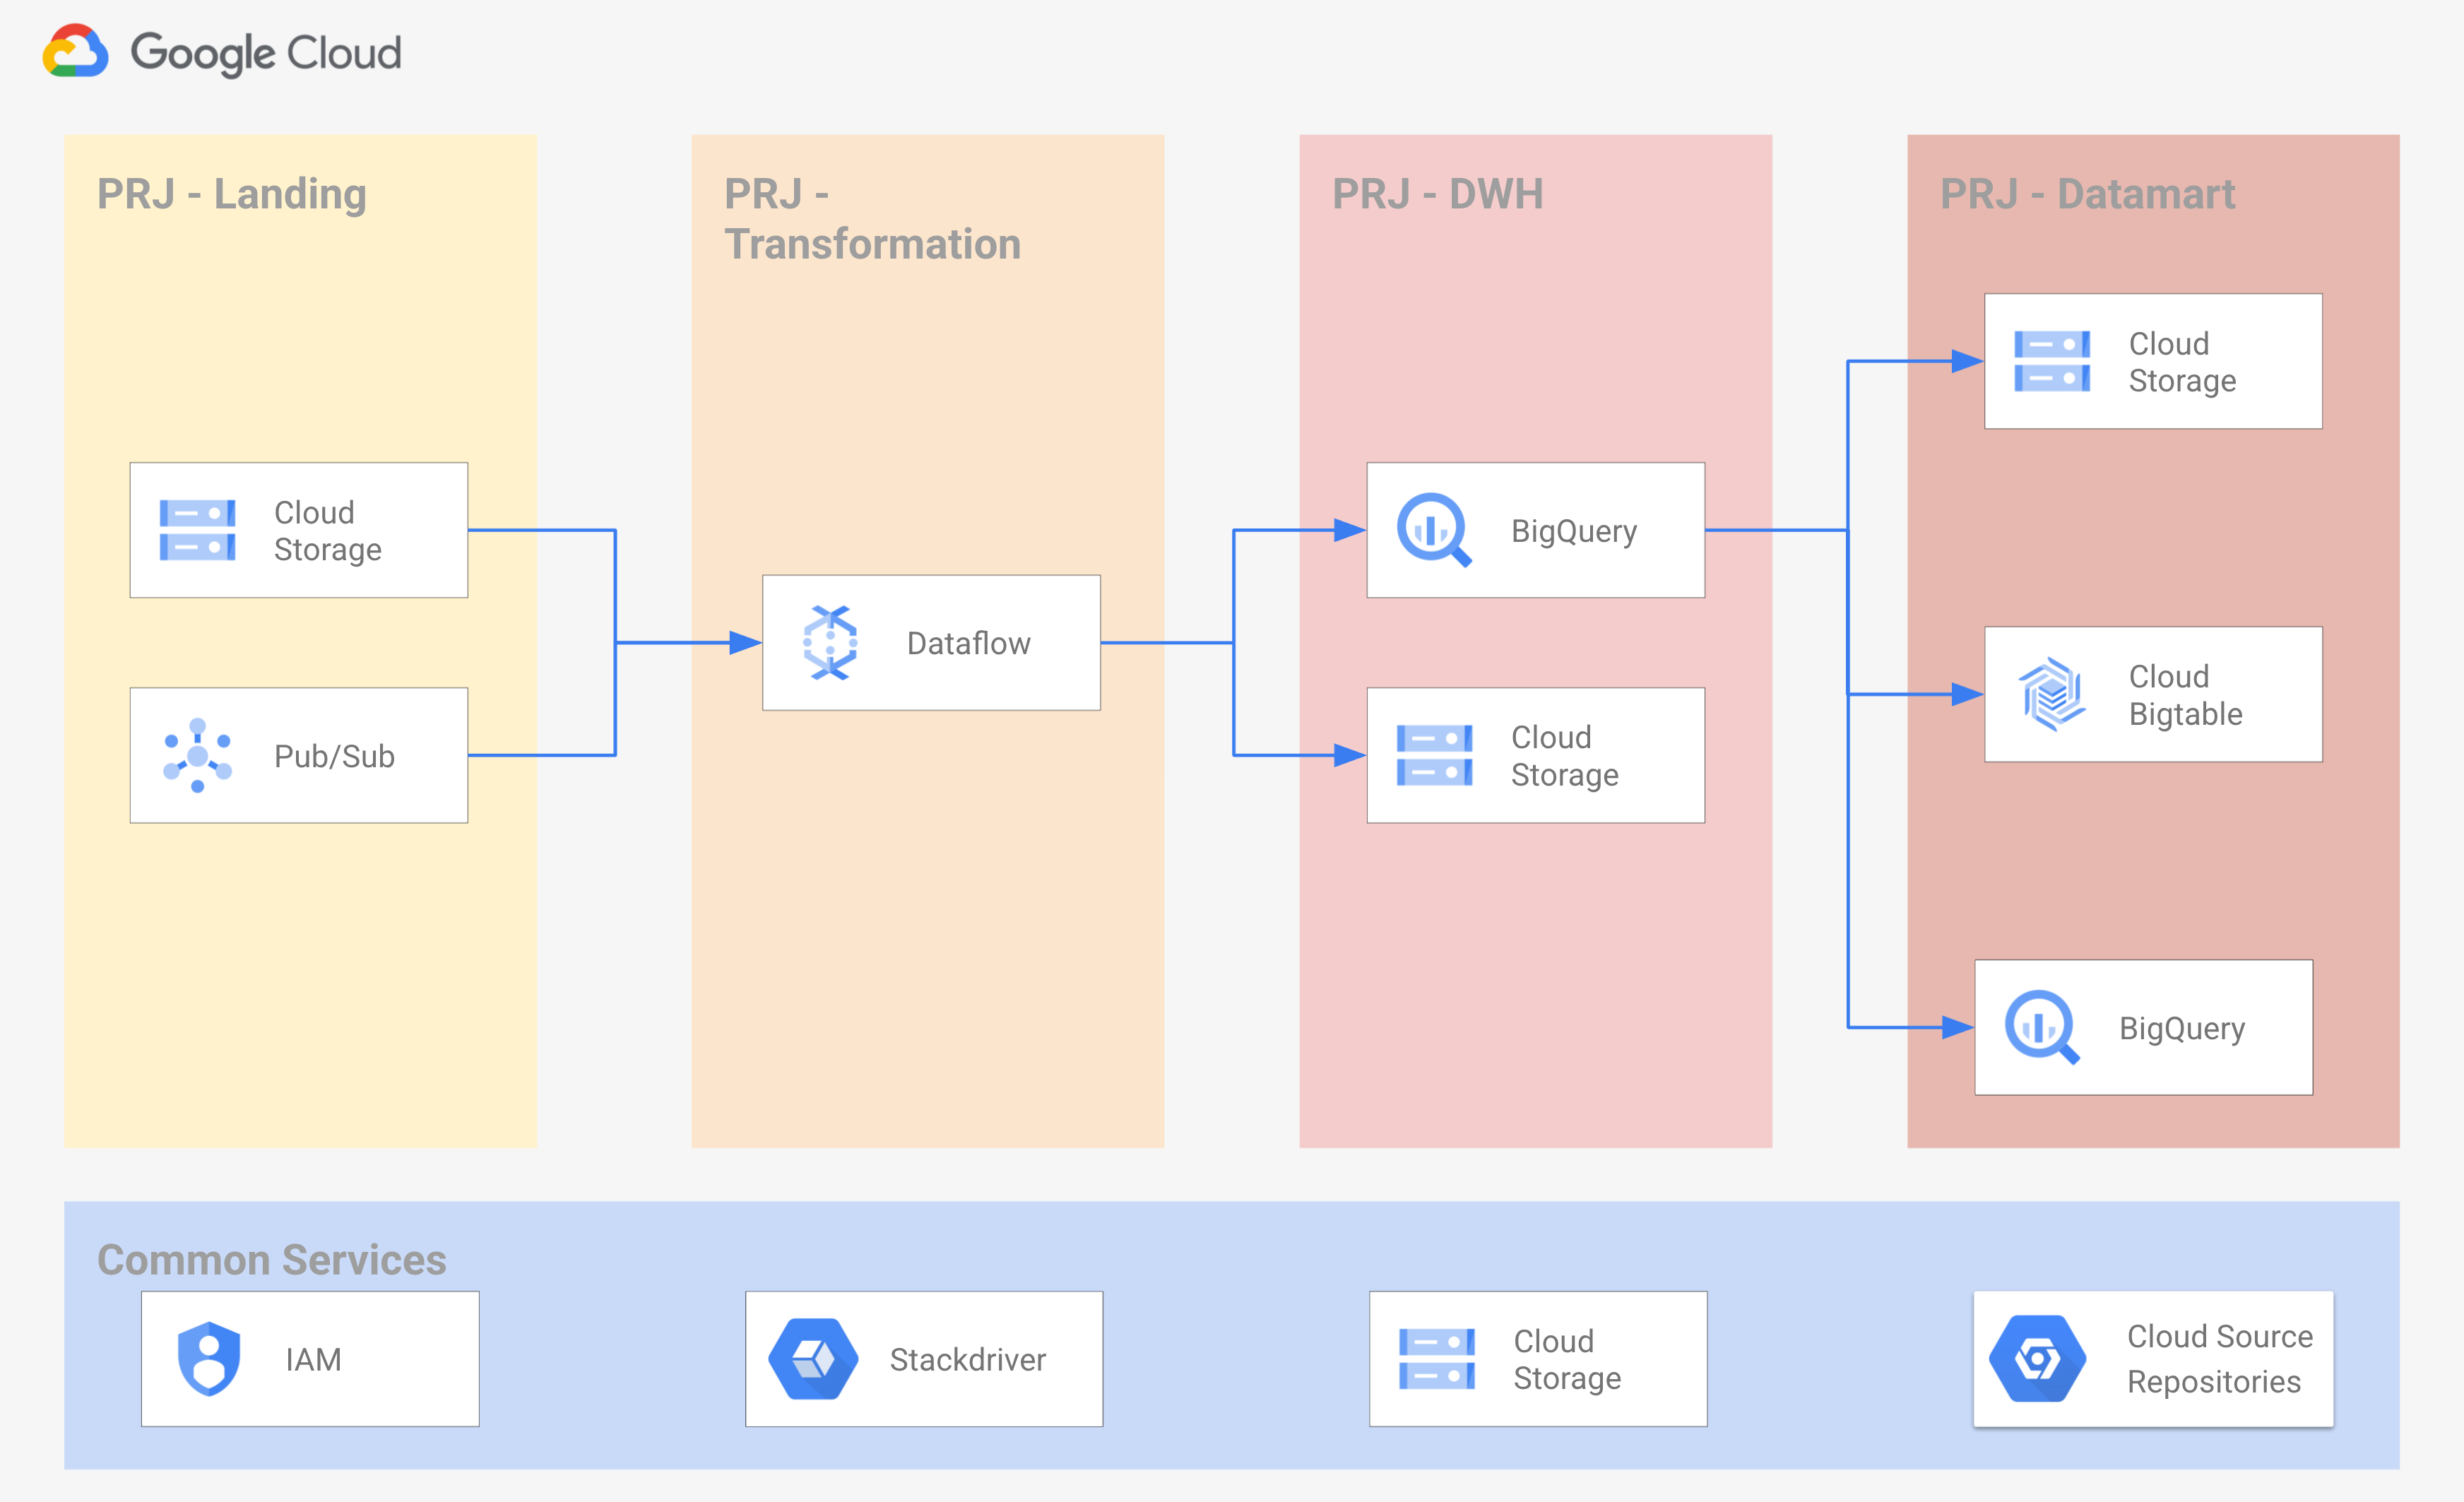 Google Cloud
PRJ - Landing
Cloud
Storage
Pub/Sub
PRJ -
Transformation
Dataflow
PRJ - DWH
BigQuery
Cloud
Storage
PRJ - Datamart
Cloud
Storage
Cloud
Bigtable
BigQuery
Common Services
IAM
Stackdriver
Cloud
Storage
Cloud Source
Repositories